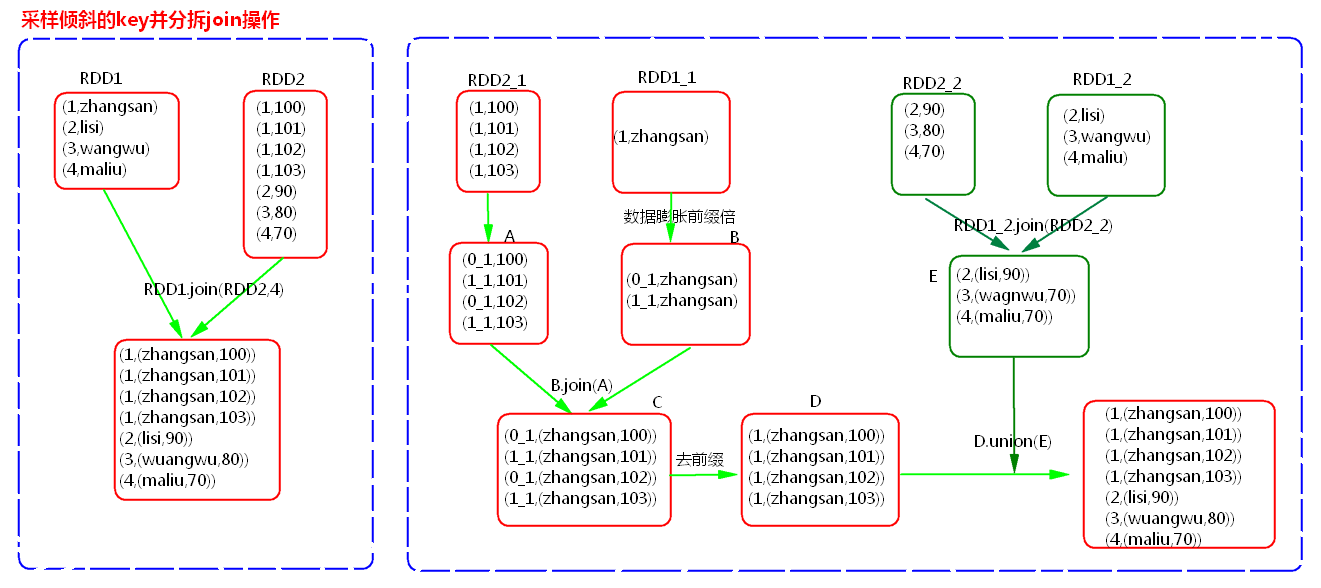 采样倾斜的key并分拆join操作
RDD1
(1,zhangsan)
(2,lisi)
(3,wangwu)
(4,maliu)
RDD2
(1,100)
(1,101)
(1,102)
(1,103)
(2,90)
(3,80)
(4,70)
RDD1.join(RDD2,4)
(1,(zhangsan,100))
(1,(zhangsan,101))
(1,(zhangsan,102))
(1,(zhangsan,103))
(2,(lisi,90))
(3,(wuangwu,80))
(4,(maliu,70))
RDD2_1
(1,100)
(1,101)
(1,102)
(1,103)
RDD1_1
(1,zhangsan)
数据膨胀前缀倍
A
(0_1,100)
(1_1,101)
(0_1,102)
(1_1,103)
B
(0_1,zhangsan)
(1_1,zhangsan)
B.join(A)
C
(0_1,(zhangsan,100))
(1_1,(zhangsan,101))
(0_1,(zhangsan,102))
(1_1,(zhangsan,103))
去前缀
D
(1,(zhangsan,100))
(1,(zhangsan,101))
(1,(zhangsan,102))
(1,(zhangsan,103))
RDD2_2
(2,90)
(3,80)
(4,70)
RDD1_2
(2,lisi)
(3,wangwu)
(4,maliu)
RDD1_2.join(RDD2_2)
E
(2,(lisi,90))
(3,(wagnwu,70))
(4,(maliu,70))
D.union(E)
(1,(zhangsan,100))
(1,(zhangsan,101))
(1,(zhangsan,102))
(1,(zhangsan,103))
(2,(lisi,90))
(3,(wuangwu,80))
(4,(maliu,70))